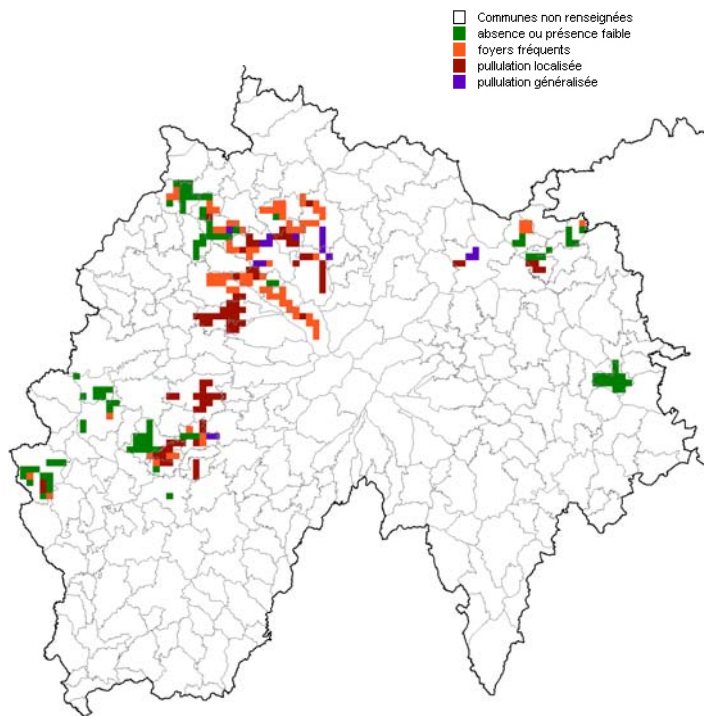 Communes non renseignées
absence ou présence faible
foyers fréquents
pullulation localisée
pullulation généralisée